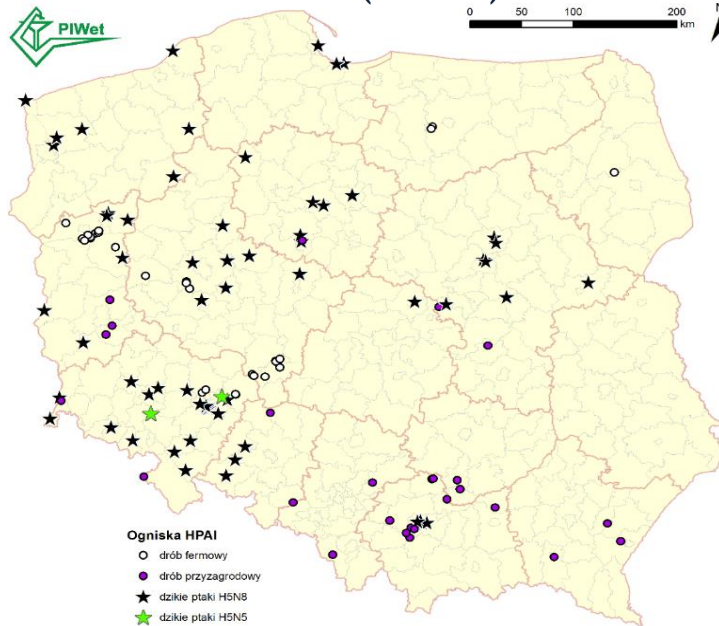 PIWet
0 50 100 200
km
Ogniska HPAI
drób fermowy
drób przyzagrodowy
dzikie ptaki H5N8
dzikie ptaki H5N5